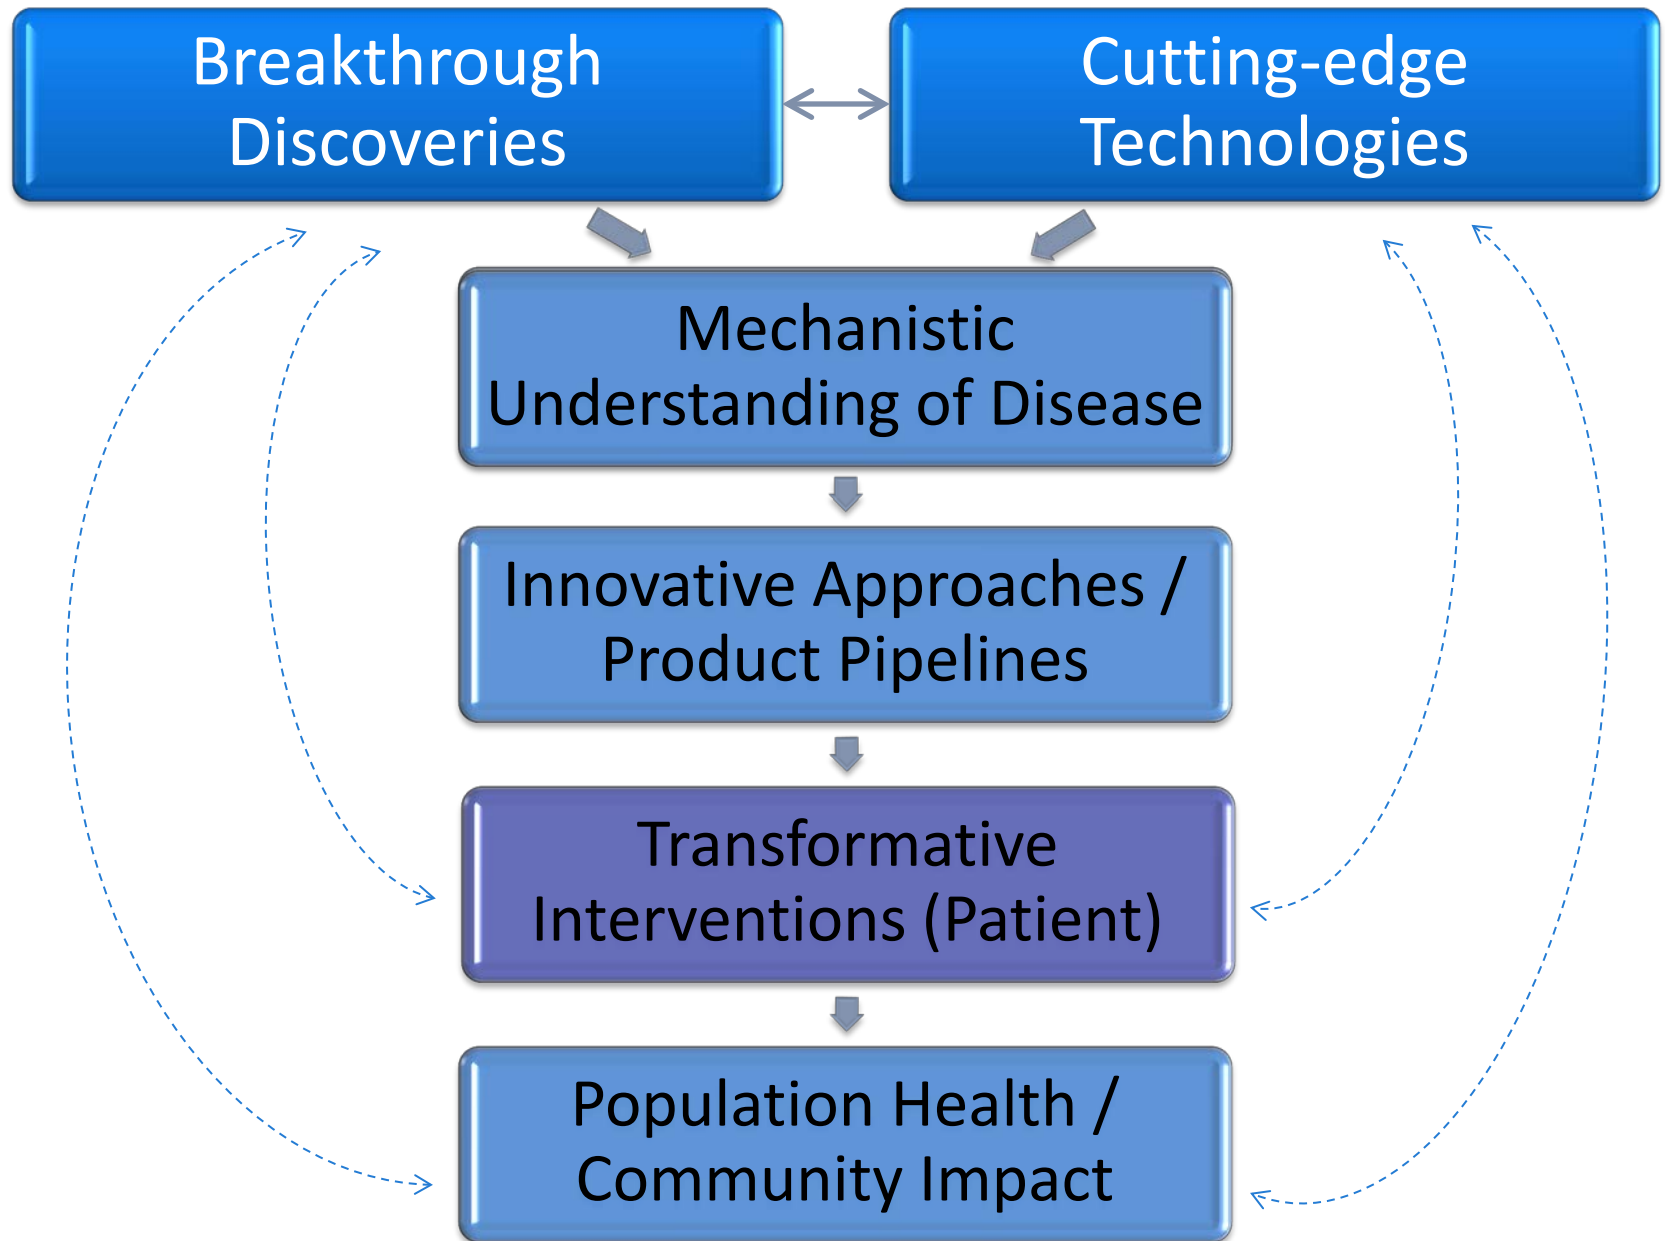 Breakthrough
Discoveries
Cutting-edge
Technologies
Mechanistic
Understanding of Disease
Innovative Approaches /
Product Pipelines
Transformative
Interventions (Patient)
Population Health /
Community Impact